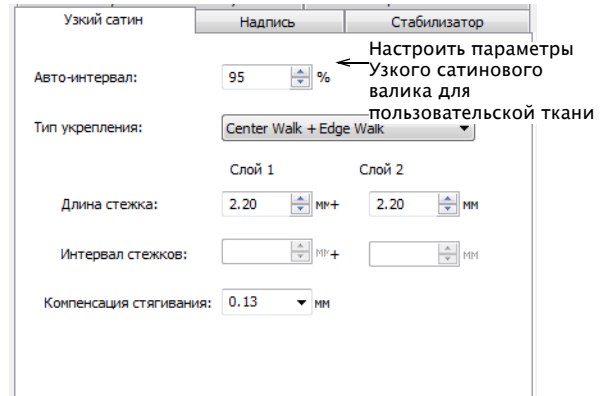 Узкий сатин Надпись Стабилизатор
Настроить параметры
Узкого сатинового
валика для
пользовательской ткани
Авто-интервал: 95 %
Тип укрепления: Center Walk + Edge Walk
Слой 1 Слой 2
Длина стежка: 2.20 мм+ 2.20 мм
Интервал стежков: мм+ мм
Компенсация стягивания: 0.13 мм